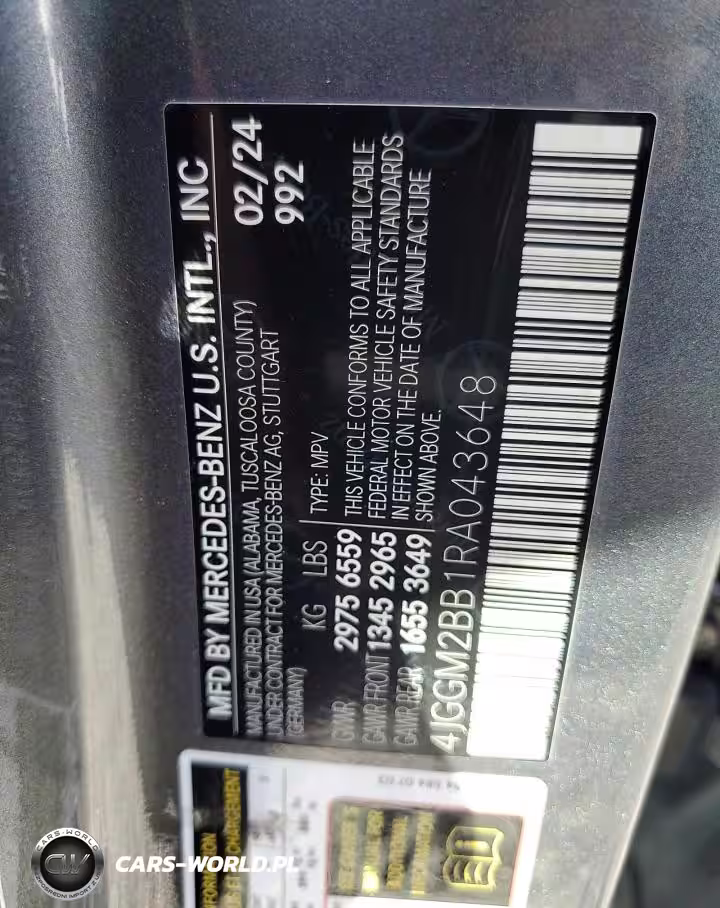 MFD BY MERCEDES-BENZ U.S. INTL., INC
MANUFACTURED IN USA (ALABAMA, TUSCALOOSA COUNTY)
UNDER CONTRACT FOR MERCEDES-BENZ AG, STUTTGART
(GERMANY)
02/24
992
KG LBS
GVWR 2975 6559
GAWR FRONT 1345 2965
GAWR REAR 1655 3649
TYPE: MPV
THIS VEHICLE CONFORMS TO ALL APPLICABLE
FEDERAL MOTOR VEHICLE SAFETY STANDARDS
IN EFFECT ON THE DATE OF MANUFACTURE
SHOWN ABOVE.
4JGGM2BB1RA043648
CARS-WORLD
CW
CARS-WORLD.PL